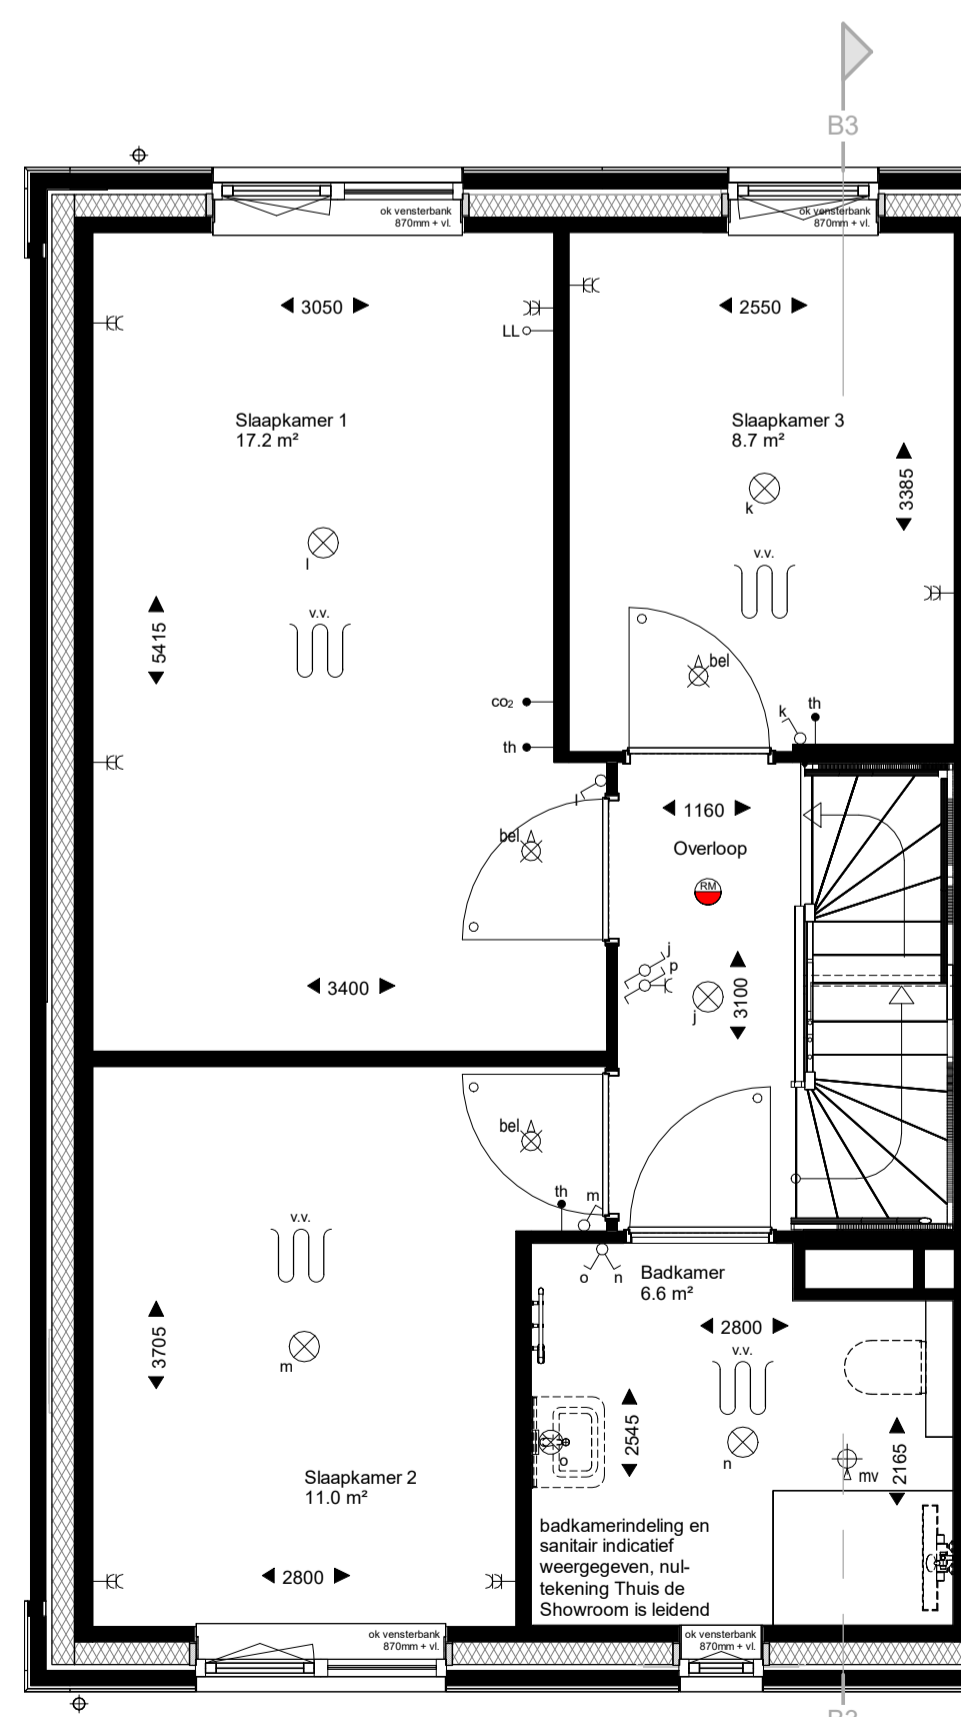 B3
ok vensterbank
870mm + vl.
ok vensterbank
870mm + vl.
3050
2550
LL
Slaapkamer 1
17.2 m²
Slaapkamer 3
8.7 m²
3385
k
l
v.v.
v.v.
5415
bel
co₂
th
k
th
l
1160
bel
Overloop
RM
j
p
3400
3100
j
bel
th
m
v.v.
o
n
Badkamer
6.6 m²
3705
m
2800
v.v.
2545
o
n
mv
2165
Slaapkamer 2
11.0 m²
badkamerindeling en
sanitair indicatief
weergegeven, nul-
tekening Thuis de
Showroom is leidend
2800
ok vensterbank
870mm + vl.
ok vensterbank
870mm + vl.
B3